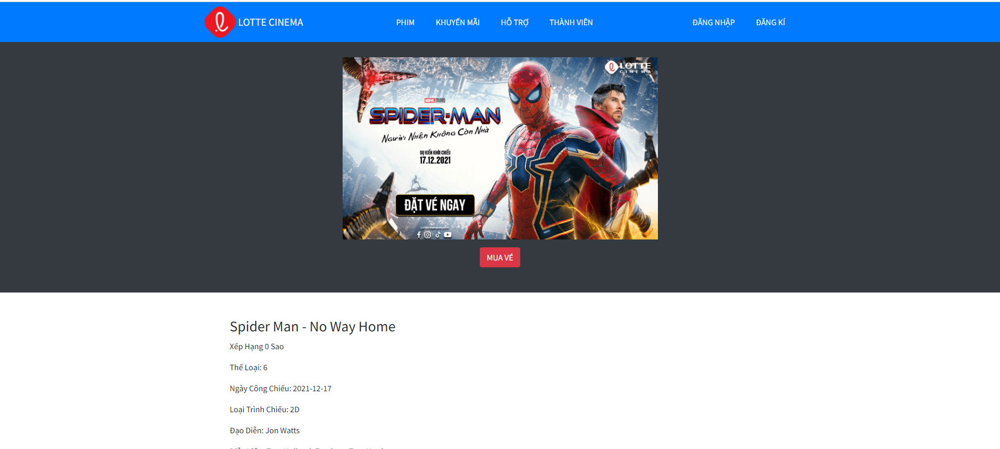 LOTTE CINEMA
PHIM
KHUYẾN MÃI
HỖ TRỢ
THÀNH VIÊN
ĐĂNG NHẬP
ĐĂNG KÍ
LOTTE
CINEMA
MARVEL STUDIOS
SPIDER-MAN
NGƯỜI NHỆN KHÔNG CÒN NHÀ
DỰ KIẾN KHỞI CHIẾU
17.12.2021
ĐẶT VÉ NGAY
MUA VÉ
Spider Man - No Way Home
Xếp Hạng 0 Sao
Thể Loại: 6
Ngày Công Chiếu: 2021-12-17
Loại Trình Chiếu: 2D
Đạo Diễn: Jon Watts